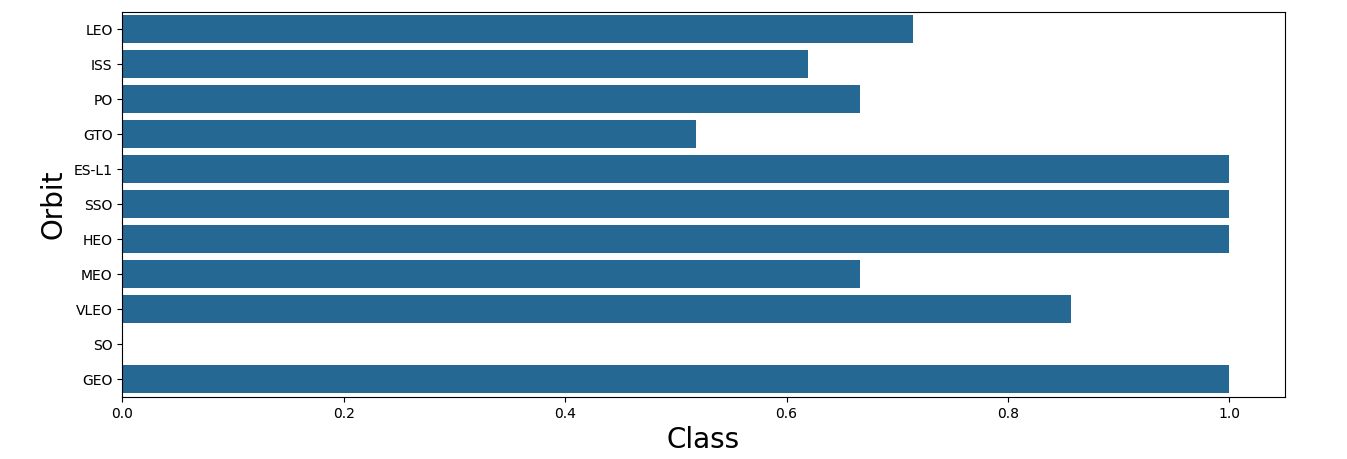 LEO
ISS
PO
GTO
ES-L1
SSO
HEO
MEO
VLEO
SO
GEO
Orbit
0.0 0.2 0.4 0.6 0.8 1.0
Class